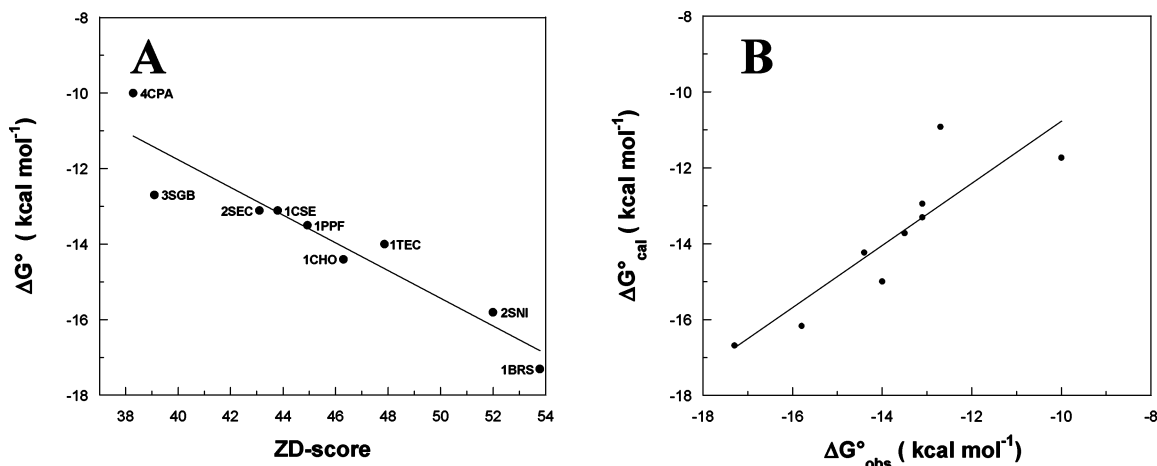 A
B
ΔG° ( kcal mol-1)
-8
-10
-12
-14
-16
-18
4CPA
3SGB
2SEC
1CSE
1PPF
1CHO
1TEC
2SNI
1BRS
38 40 42 44 46 48 50 52 54
ZD-score
ΔG°cal ( kcal mol-1)
-8
-10
-12
-14
-16
-18
-18 -16 -14 -12 -10 -8
ΔG°obs ( kcal mol-1)